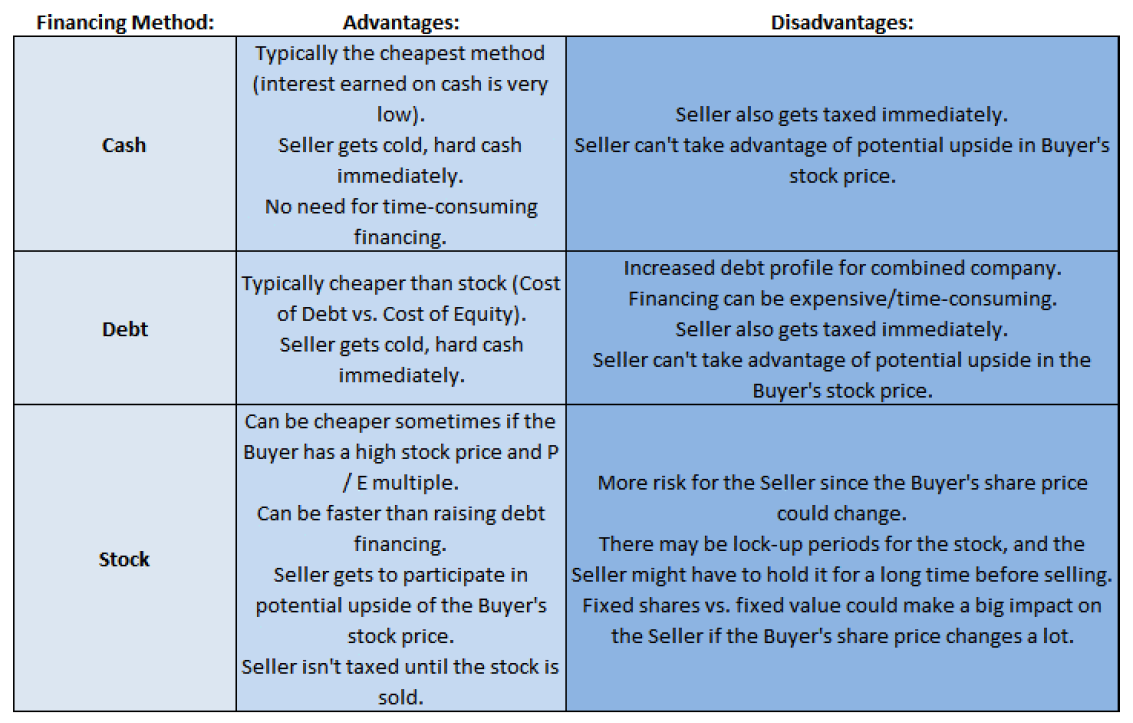 Financing Method: Advantages: Disadvantages:
Cash
Typically the cheapest method
(interest earned on cash is very
low).
Seller gets cold, hard cash
immediately.
No need for time-consuming
financing.
Seller also gets taxed immediately.
Seller can't take advantage of potential upside in Buyer's
stock price.
Debt
Typically cheaper than stock (Cost
of Debt vs. Cost of Equity).
Seller gets cold, hard cash
immediately.
Increased debt profile for combined company.
Financing can be expensive/time-consuming.
Seller also gets taxed immediately.
Seller can't take advantage of potential upside in the
Buyer's stock price.
Stock
Can be cheaper sometimes if the
Buyer has a high stock price and P
/ E multiple.
Can be faster than raising debt
financing.
Seller gets to participate in
potential upside of the Buyer's
stock price.
Seller isn't taxed until the stock is
sold.
More risk for the Seller since the Buyer's share price
could change.
There may be lock-up periods for the stock, and the
Seller might have to hold it for a long time before selling.
Fixed shares vs. fixed value could make a big impact on
the Seller if the Buyer's share price changes a lot.